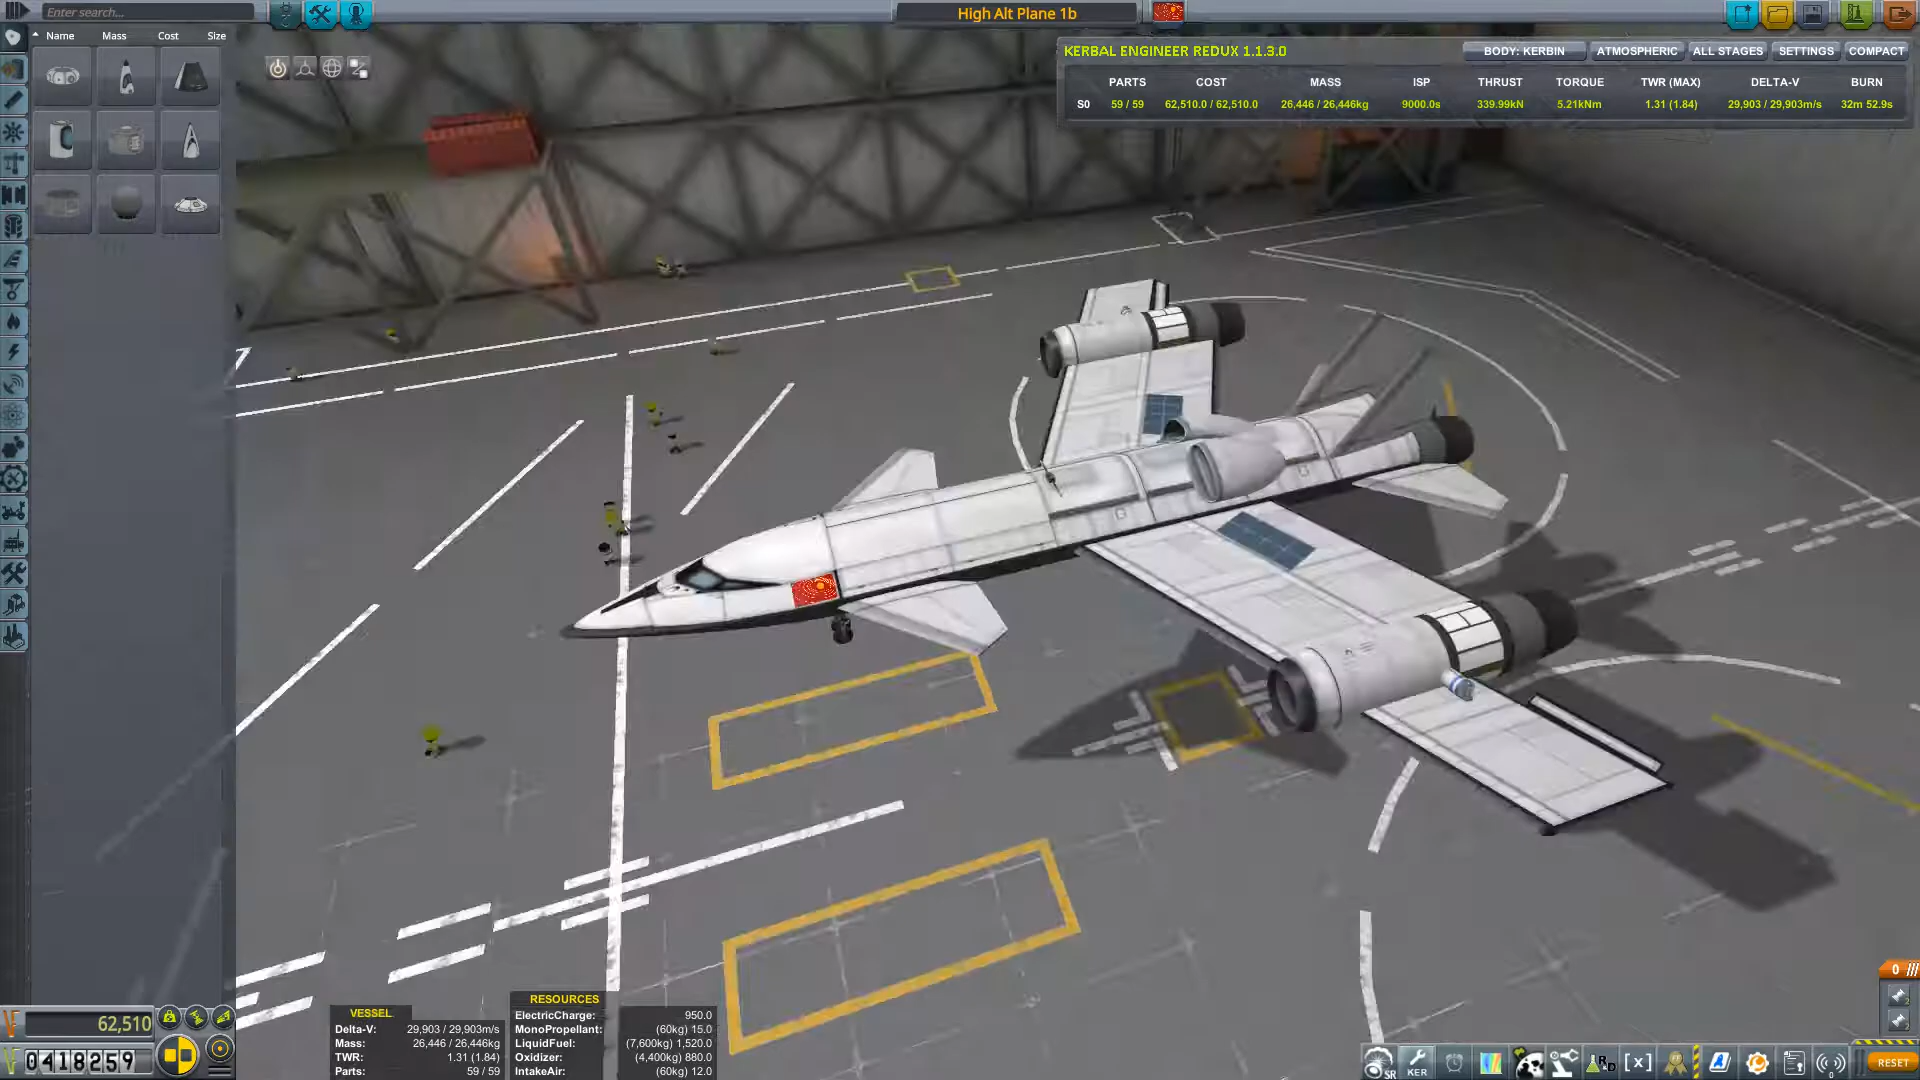 Enter search...
High Alt Plane 1b
Name Mass Cost Size
KERBAL ENGINEER REDUX 1.1.3.0
BODY: KERBIN ATMOSPHERIC ALL STAGES SETTINGS COMPACT
PARTS COST MASS ISP THRUST TORQUE TWR (MAX) DELTA-V BURN
S0 59 / 59 62,510.0 / 62,510.0 26,446 / 26,446kg 9000.0s 339.99kN 5.21kNm 1.31 (1.84) 29,903 / 29,903m/s 32m 52.9s
0
62,510
0418259
VESSEL
Delta-V: 29,903 / 29,903m/s
Mass: 26,446 / 26,446kg
TWR: 1.31 (1.84)
Parts: 59 / 59
RESOURCES
ElectricCharge: 950.0
MonoPropellant: (60kg) 15.0
LiquidFuel: (7,600kg) 1,520.0
Oxidizer: (4,400kg) 880.0
IntakeAir: (60kg) 12.0
SR
KER
[x]
0
RESET